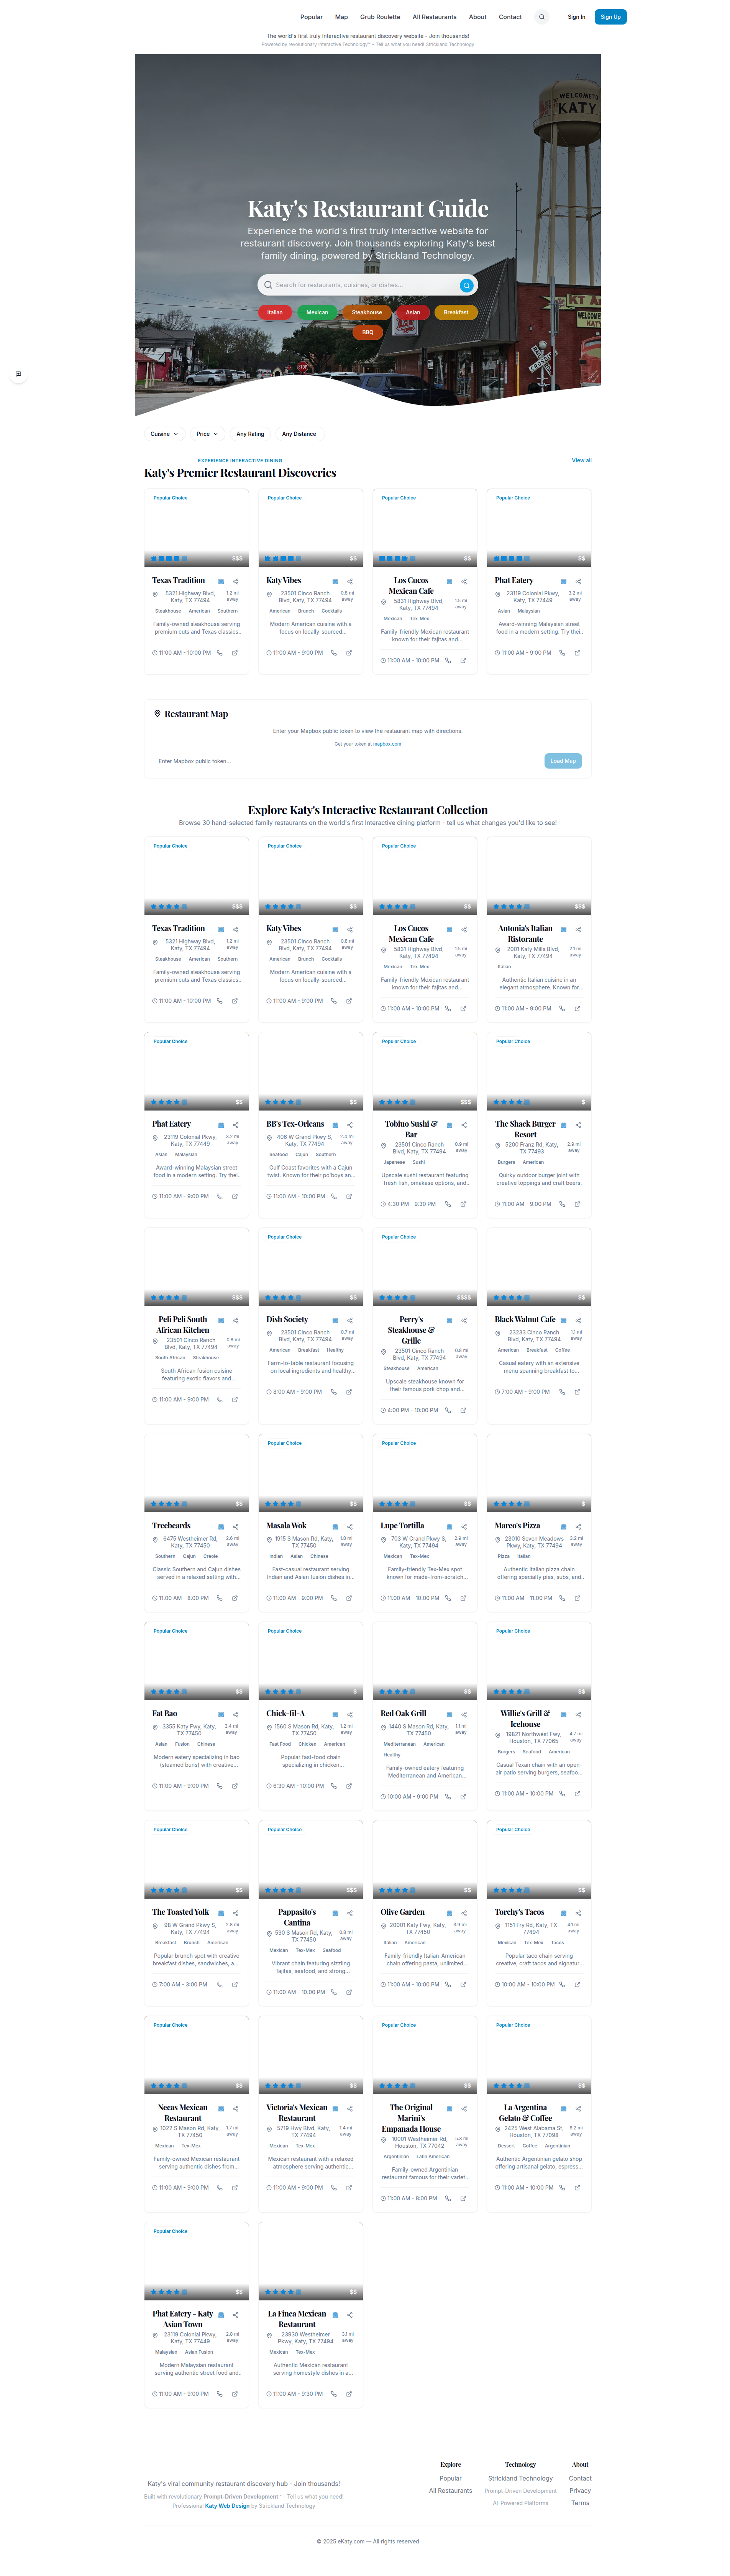 Popular Map Grub Roulette All Restaurants About Contact Sign In Sign Up
The world's first truly Interactive restaurant discovery website - Join thousands!
Powered by revolutionary Interactive Technology™ • Tell us what you need! Strickland Technology
WELCOME
KATY
Katy's Restaurant Guide
Experience the world's first truly Interactive website for
restaurant discovery. Join thousands exploring Katy's best
family dining, powered by Strickland Technology.
Search for restaurants, cuisines, or dishes...
Italian Mexican Steakhouse Asian Breakfast
BBQ
Cuisine Price Any Rating Any Distance
EXPERIENCE INTERACTIVE DINING
View all
Katy's Premier Restaurant Discoveries
Popular Choice
$$$
Texas Tradition
5321 Highway Blvd, Katy, TX 77494
1.2 mi away
Steakhouse American Southern
Family-owned steakhouse serving
premium cuts and Texas classics..
11:00 AM - 10:00 PM
Popular Choice
$$
Katy Vibes
23501 Cinco Ranch Blvd, Katy, TX 77494
0.8 mi away
American Brunch Cocktails
Modern American cuisine with a
focus on locally-sourced...
11:00 AM - 9:00 PM
Popular Choice
$$
Los Cucos
Mexican Cafe
5831 Highway Blvd, Katy, TX 77494
1.5 mi away
Mexican Tex-Mex
Family-friendly Mexican restaurant
known for their fajitas and...
11:00 AM - 10:00 PM
Popular Choice
$$
Phat Eatery
23119 Colonial Pkwy, Katy, TX 77449
3.2 mi away
Asian Malaysian
Award-winning Malaysian street
food in a modern setting. Try thei..
11:00 AM - 9:00 PM
Restaurant Map
Enter your Mapbox public token to view the restaurant map with directions.
Get your token at mapbox.com
Enter Mapbox public token...
Load Map
Explore Katy's Interactive Restaurant Collection
Browse 30 hand-selected family restaurants on the world's first Interactive dining platform - tell us what changes you'd like to see!
Popular Choice
$$$
Texas Tradition
5321 Highway Blvd, Katy, TX 77494
1.2 mi away
Steakhouse American Southern
Family-owned steakhouse serving
premium cuts and Texas classics..
11:00 AM - 10:00 PM
Popular Choice
$$
Katy Vibes
23501 Cinco Ranch Blvd, Katy, TX 77494
0.8 mi away
American Brunch Cocktails
Modern American cuisine with a
focus on locally-sourced...
11:00 AM - 9:00 PM
Popular Choice
$$
Los Cucos
Mexican Cafe
5831 Highway Blvd, Katy, TX 77494
Mexican Tex-Mex
Family-friendly Mexican restaurant
known for their fajitas and...
11:00 AM - 10:00 PM
$$$
Antonia's Italian
Ristorante
2001 Katy Mills Blvd, Katy, TX 77494
2.1 mi away
Italian
Authentic Italian cuisine in an
elegant atmosphere. Known for...
11:00 AM - 9:00 PM
Popular Choice
$$
Phat Eatery
23119 Colonial Pkwy, Katy, TX 77449
3.2 mi away
Asian Malaysian
Award-winning Malaysian street
food in a modern setting. Try thei..
11:00 AM - 9:00 PM
$$
BB's Tex-Orleans
406 W Grand Pkwy S, Katy, TX 77494
2.4 mi away
Seafood Cajun Southern
Gulf Coast favorites with a Cajun
twist. Known for their po'boys an...
11:00 AM - 10:00 PM
Popular Choice
$$$
Tobiuo Sushi &
Bar
23501 Cinco Ranch Blvd, Katy, TX 77494
0.9 mi away
Japanese Sushi
Upscale sushi restaurant featuring
fresh fish, omakase options, and..
4:30 PM - 9:30 PM
Popular Choice
$
The Shack Burger
Resort
5200 Franz Rd, Katy, TX 77493
2.9 mi away
Burgers American
Quirky outdoor burger joint with
creative toppings and craft beers.
11:00 AM - 9:00 PM
$$$
Peli Peli South
African Kitchen
23501 Cinco Ranch Blvd, Katy, TX 77494
0.8 mi away
South African Steakhouse
South African fusion cuisine
featuring exotic flavors and...
11:00 AM - 9:00 PM
Popular Choice
$$
Dish Society
23501 Cinco Ranch Blvd, Katy, TX 77494
0.7 mi away
American Breakfast Healthy
Farm-to-table restaurant focusing
on local ingredients and healthy...
8:00 AM - 9:00 PM
Popular Choice
$$$$
Perry's
Steakhouse &
Grille
23501 Cinco Ranch Blvd, Katy, TX 77494
Steakhouse American
Upscale steakhouse known for
their famous pork chop and...
4:00 PM - 10:00 PM
$$
Black Walnut Cafe
23233 Cinco Ranch Blvd, Katy, TX 77494
1.1 mi away
American Breakfast Coffee
Casual eatery with an extensive
menu spanning breakfast to...
7:00 AM - 9:00 PM
$$
Treebeards
6475 Westheimer Rd, Katy, TX 77450
2.6 mi away
Southern Cajun Creole
Classic Southern and Cajun dishes
served in a relaxed setting with...
11:00 AM - 8:00 PM
Popular Choice
$$
Masala Wok
1915 S Mason Rd, Katy, TX 77450
1.8 mi away
Indian Asian Chinese
Fast-casual restaurant serving
Indian and Asian fusion dishes in...
11:00 AM - 9:00 PM
Popular Choice
$$
Lupe Tortilla
703 W Grand Pkwy S, Katy, TX 77494
Mexican Tex-Mex
Family-friendly Tex-Mex spot
known for made-from-scratch...
11:00 AM - 10:00 PM
$
Marco's Pizza
23010 Seven Meadows Pkwy, Katy, TX 77494
3.2 mi away
Pizza Italian
Authentic Italian pizza chain
offering specialty pies, subs, and..
11:00 AM - 11:00 PM
Popular Choice
$$
Fat Bao
3355 Katy Fwy, Katy, TX 77450
3.4 mi away
Asian Fusion Chinese
Modern eatery specializing in bao
(steamed buns) with creative...
11:00 AM - 9:00 PM
Popular Choice
$
Chick-fil-A
1560 S Mason Rd, Katy, TX 77450
1.2 mi away
Fast Food Chicken American
Popular fast-food chain
specializing in chicken...
6:30 AM - 10:00 PM
$$
Red Oak Grill
1440 S Mason Rd, Katy, TX 77450
1.1 mi away
Mediterranean American
Healthy
Family-owned eatery featuring
Mediterranean and American...
10:00 AM - 9:00 PM
Popular Choice
$$
Willie's Grill &
Icehouse
19821 Northwest Fwy, Houston, TX 77065
4.7 mi away
Burgers Seafood American
Casual Texan chain with an open-
air patio serving burgers, seafoo...
11:00 AM - 10:00 PM
Popular Choice
$$
The Toasted Yolk
98 W Grand Pkwy S, Katy, TX 77494
2.8 mi away
Breakfast Brunch American
Popular brunch spot with creative
breakfast dishes, sandwiches, a...
7:00 AM - 3:00 PM
Popular Choice
$$$
Pappasito's
Cantina
530 S Mason Rd, Katy, TX 77450
0.8 mi away
Mexican Tex-Mex Seafood
Vibrant chain featuring sizzling
fajitas, seafood, and strong...
11:00 AM - 10:00 PM
$$
Olive Garden
20001 Katy Fwy, Katy, TX 77450
Italian American
Family-friendly Italian-American
chain offering pasta, unlimited...
11:00 AM - 10:00 PM
Popular Choice
$$
Torchy's Tacos
1151 Fry Rd, Katy, TX 77494
4.1 mi away
Mexican Tex-Mex Tacos
Popular taco chain serving
creative, craft tacos and signatur...
10:00 AM - 10:00 PM
Popular Choice
$$
Necas Mexican
Restaurant
1022 S Mason Rd, Katy, TX 77450
1.7 mi away
Mexican Tex-Mex
Family-owned Mexican restaurant
serving authentic dishes from...
11:00 AM - 9:00 PM
$$
Victoria's Mexican
Restaurant
5719 Hwy Blvd, Katy, TX 77494
1.4 mi away
Mexican Tex-Mex
Mexican restaurant with a relaxed
atmosphere serving authentic...
11:00 AM - 9:00 PM
Popular Choice
$$
The Original
Marini's
Empanada House
10001 Westheimer Rd, Houston, TX 77042
5.3 mi away
Argentinian Latin American
Family-owned Argentinian
restaurant famous for their variet...
11:00 AM - 8:00 PM
Popular Choice
$$
La Argentina
Gelato & Coffee
2425 West Alabama St, Houston, TX 77098
6.2 mi away
Dessert Coffee Argentinian
Authentic Argentinian gelato shop
offering artisanal gelato, espress...
11:00 AM - 10:00 PM
Popular Choice
$$
Phat Eatery - Katy
Asian Town
23119 Colonial Pkwy, Katy, TX 77449
2.8 mi away
Malaysian Asian Fusion
Modern Malaysian restaurant
serving authentic street food and..
11:00 AM - 9:00 PM
$$
La Finca Mexican
Restaurant
23930 Westheimer Pkwy, Katy, TX 77494
3.1 mi away
Mexican Tex-Mex
Authentic Mexican restaurant
serving homestyle dishes in a...
11:00 AM - 9:30 PM
Explore Technology About
Katy's viral community restaurant discovery hub - Join thousands!
Built with revolutionary Prompt-Driven Development™ - Tell us what you need!
Professional Katy Web Design by Strickland Technology
Popular
All Restaurants
Strickland Technology
Prompt-Driven Development
AI-Powered Platforms
Contact
Privacy
Terms
© 2025 eKaty.com — All rights reserved